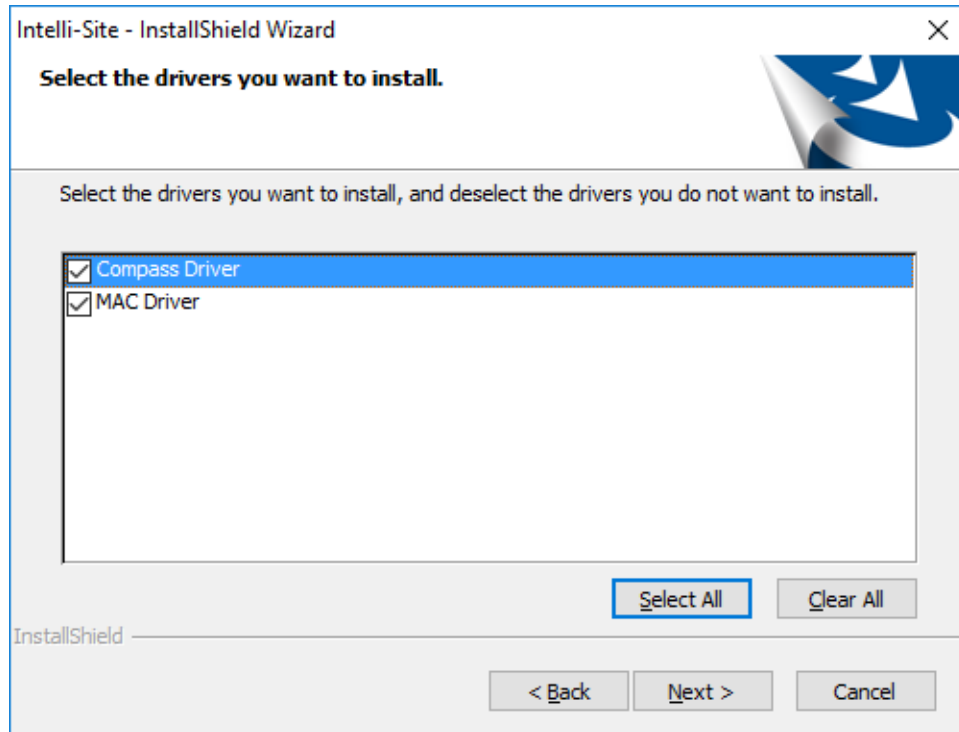 Intelli-Site - InstallShield Wizard
Select the drivers you want to install.
Select the drivers you want to install, and deselect the drivers you do not want to install.
Compass Driver
MAC Driver
Select All
Clear All
InstallShield
< Back
Next >
Cancel